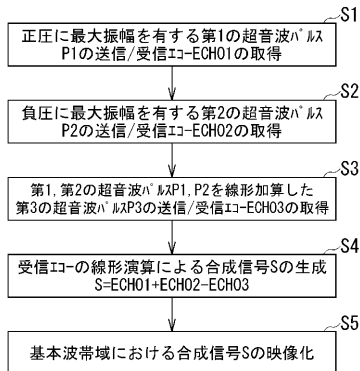 S1
正圧に最大振幅を有する第1の超音波ﾊﾟﾙｽ
P1の送信/受信ｴｺｰECHO1の取得
S2
負圧に最大振幅を有する第2の超音波ﾊﾟﾙｽ
P2の送信/受信ｴｺｰECHO2の取得
S3
第1,第2の超音波ﾊﾟﾙｽP1,P2を線形加算した
第3の超音波ﾊﾟﾙｽP3の送信/受信ｴｺｰECHO3の取得
S4
受信ｴｺｰの線形演算による合成信号Sの生成
S=ECHO1+ECHO2-ECHO3
S5
基本波帯域における合成信号Sの映像化